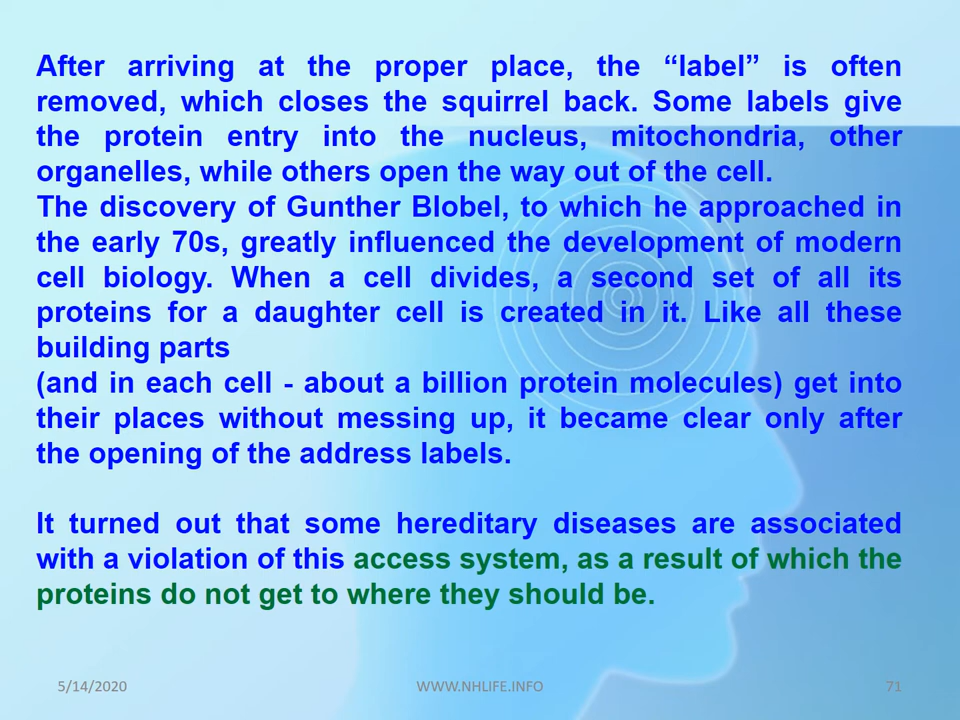 After arriving at the proper place, the “label” is often
removed, which closes the squirrel back. Some labels give
the protein entry into the nucleus, mitochondria, other
organelles, while others open the way out of the cell.
The discovery of Gunther Blobel, to which he approached in
the early 70s, greatly influenced the development of modern
cell biology. When a cell divides, a second set of all its
proteins for a daughter cell is created in it. Like all these
building parts
(and in each cell - about a billion protein molecules) get into
their places without messing up, it became clear only after
the opening of the address labels.
It turned out that some hereditary diseases are associated
with a violation of this access system, as a result of which the
proteins do not get to where they should be.
5/14/2020
WWW.NHLIFE.INFO
71